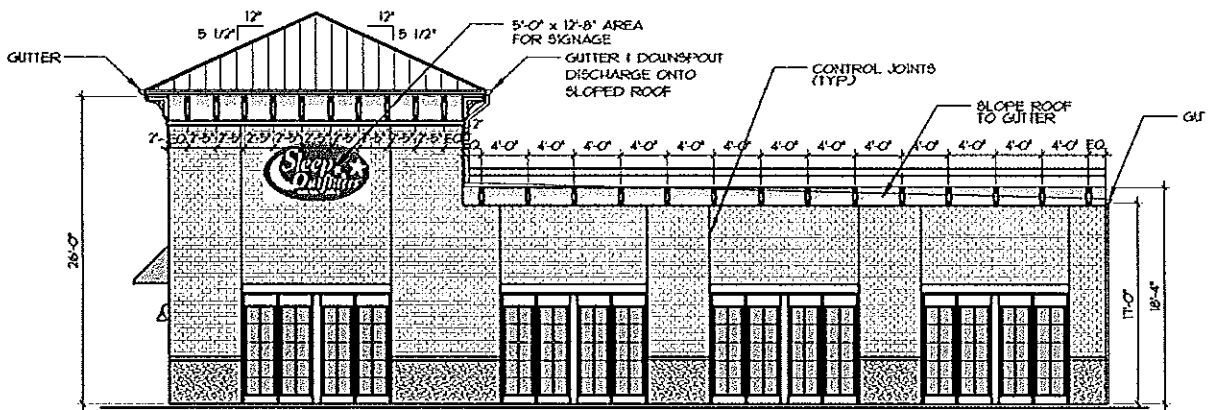 12"
12"
5 1/2"
5 1/2"
5'-0" x 12'-8" AREA
FOR SIGNAGE
GUTTER
GUTTER & DOWNSPOUT
DISCHARGE ONTO
SLOPED ROOF
CONTROL JOINTS
(TYP.)
SLOPE ROOF
TO GUTTER
GUT
4'-0" 4'-0" 4'-0" 4'-0" 4'-0" 4'-0" 4'-0" 4'-0" 4'-0" 4'-0" 4'-0" 4'-0" 4'-0" EQ.
Sleep
Outfitters
26'-0"
17'-0"
18'-4"